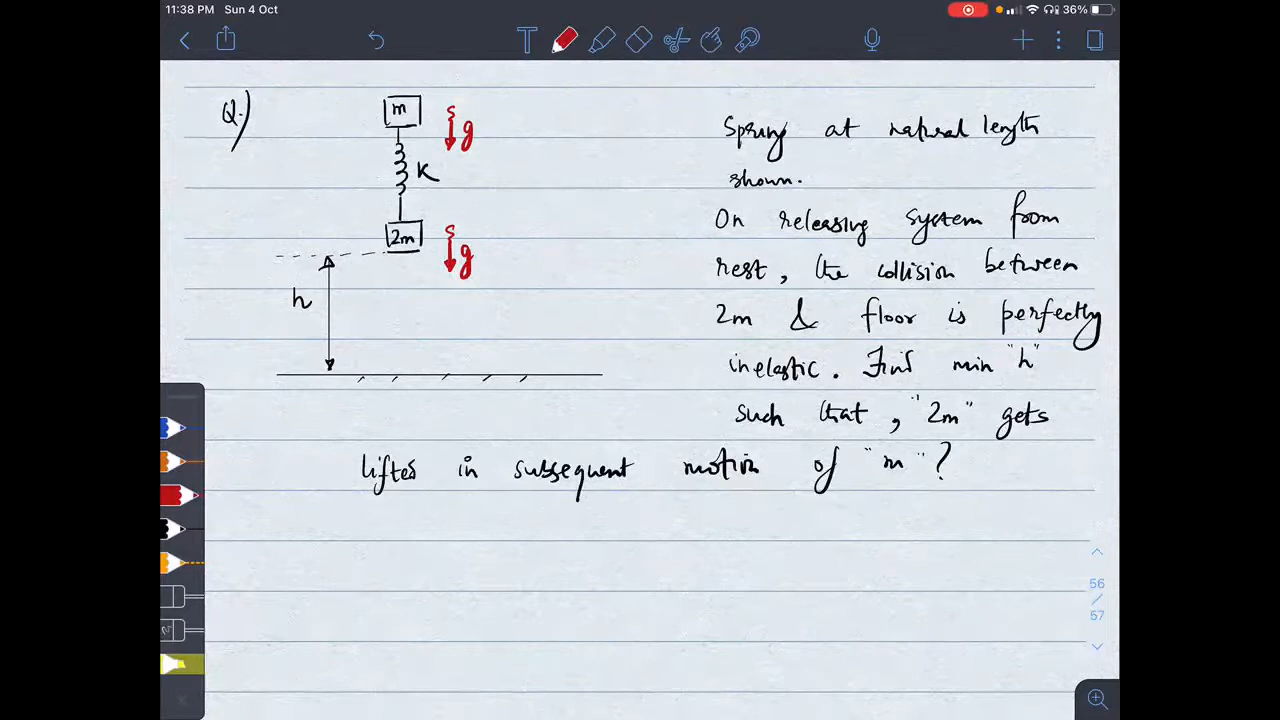 11:38 PM Sun 4 Oct 36%
T
Q.)
m
g
K
2m
g
h
Spring at natural length
shown.
On releasing system from
rest, the collision between
2m & floor is perfectly
inelastic. Find min "h"
such that, "2m" gets
lifted in subsequent motion of "m"?
56
57